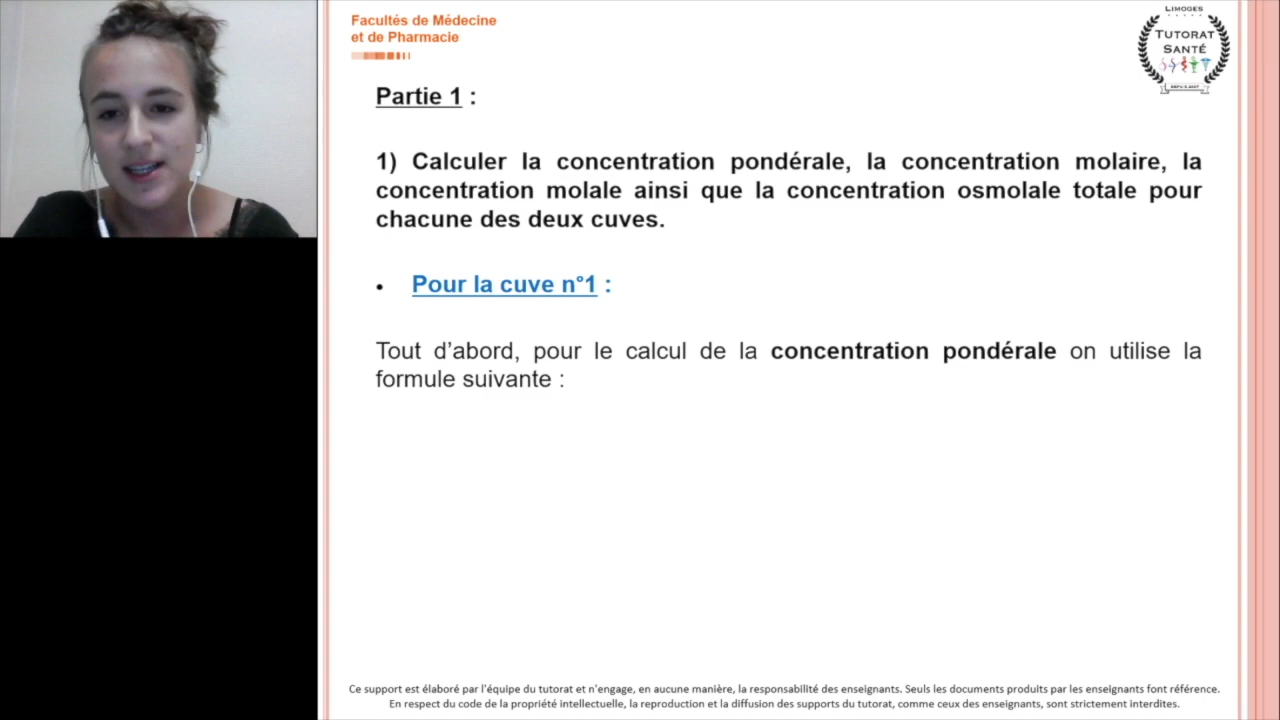 Facultés de Médecine
et de Pharmacie
LIMOGES
TUTORAT
SANTÉ
DEPUIS 2007
Partie 1 :
1) Calculer la concentration pondérale, la concentration molaire, la
concentration molale ainsi que la concentration osmolale totale pour
chacune des deux cuves.
• Pour la cuve n°1 :
Tout d’abord, pour le calcul de la concentration pondérale on utilise la
formule suivante :
Ce support est élaboré par l'équipe du tutorat et n'engage, en aucune manière, la responsabilité des enseignants. Seuls les documents produits par les enseignants font référence.
En respect du code de la propriété intellectuelle, la reproduction et la diffusion des supports du tutorat, comme ceux des enseignants, sont strictement interdites.